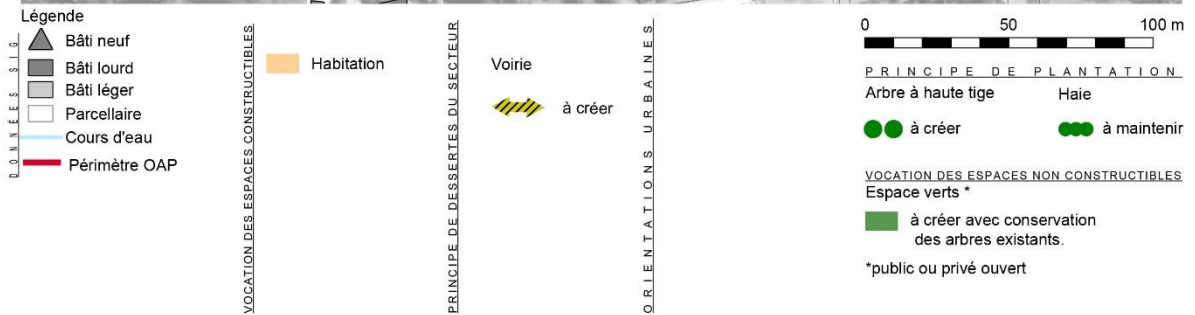 Légende
DONNEES SIG
Bâti neuf
Bâti lourd
Bâti léger
Parcellaire
Cours d'eau
Périmètre OAP
VOCATION DES ESPACES CONSTRUCTIBLES
Habitation
PRINCIPE DE DESSERTES DU SECTEUR
Voirie
à créer
ORIENTATIONS URBAINES
0 50 100 m
PRINCIPE DE PLANTATION
Arbre à haute tige Haie
à créer à maintenir
VOCATION DES ESPACES NON CONSTRUCTIBLES
Espace verts *
à créer avec conservation
des arbres existants.
*public ou privé ouvert